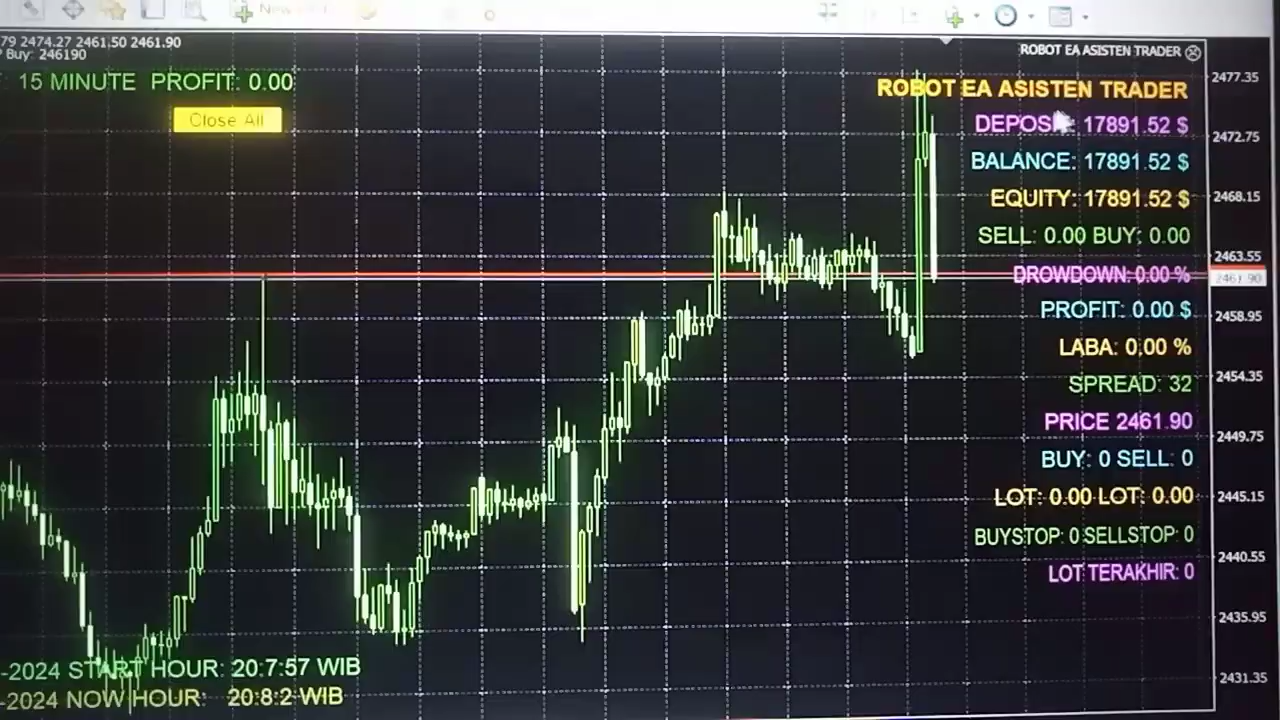 79 2474.27 2461.50 2461.90
Buy: 246190
15 MINUTE PROFIT: 0.00
Close All
ROBOT EA ASISTEN TRADER
ROBOT EA ASISTEN TRADER
DEPOSIT: 17891.52 $
BALANCE: 17891.52 $
EQUITY: 17891.52 $
SELL: 0.00 BUY: 0.00
DROWDOWN: 0.00 %
PROFIT: 0.00 $
LABA: 0.00 %
SPREAD: 32
PRICE 2461.90
BUY: 0 SELL: 0
LOT: 0.00 LOT: 0.00
BUYSTOP: 0 SELLSTOP: 0
LOT TERAKHIR: 0
2477.35
2472.75
2468.15
2463.55
2461.90
2458.95
2454.35
2449.75
2445.15
2440.55
2435.95
2431.35
-2024 START HOUR: 20:7:57 WIB
-2024 NOW HOUR: 20:8:2 WIB